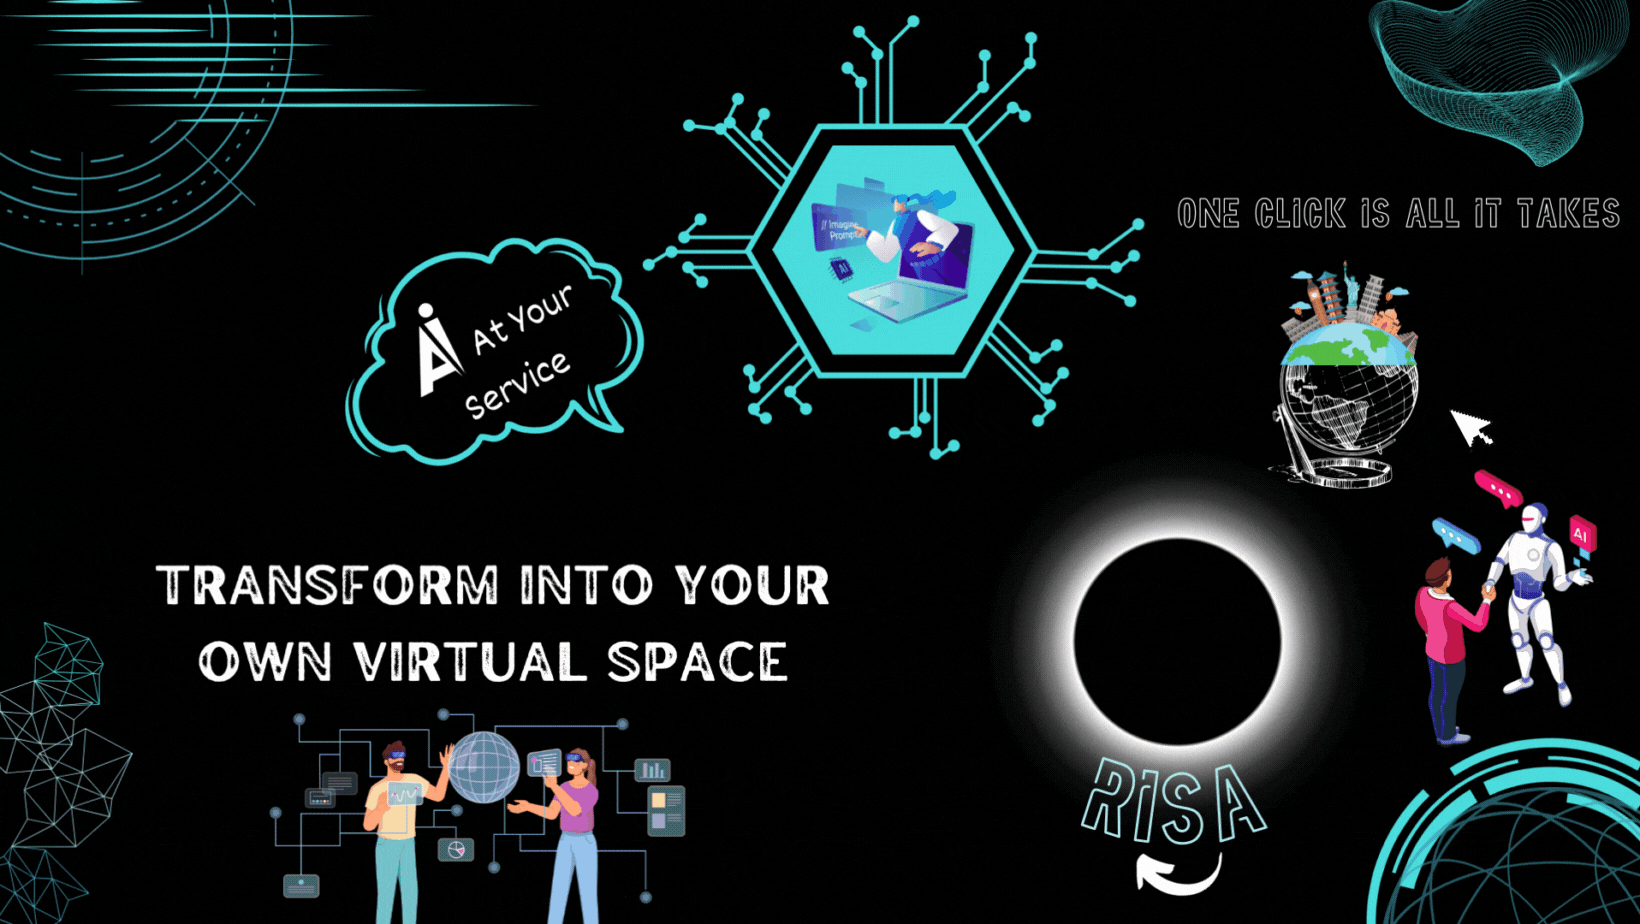 ONE CLICK IS ALL IT TAKES
// Imagine
Prompt
AI
AI At Your
Service
AI
TRANSFORM INTO YOUR
OWN VIRTUAL SPACE
RISA